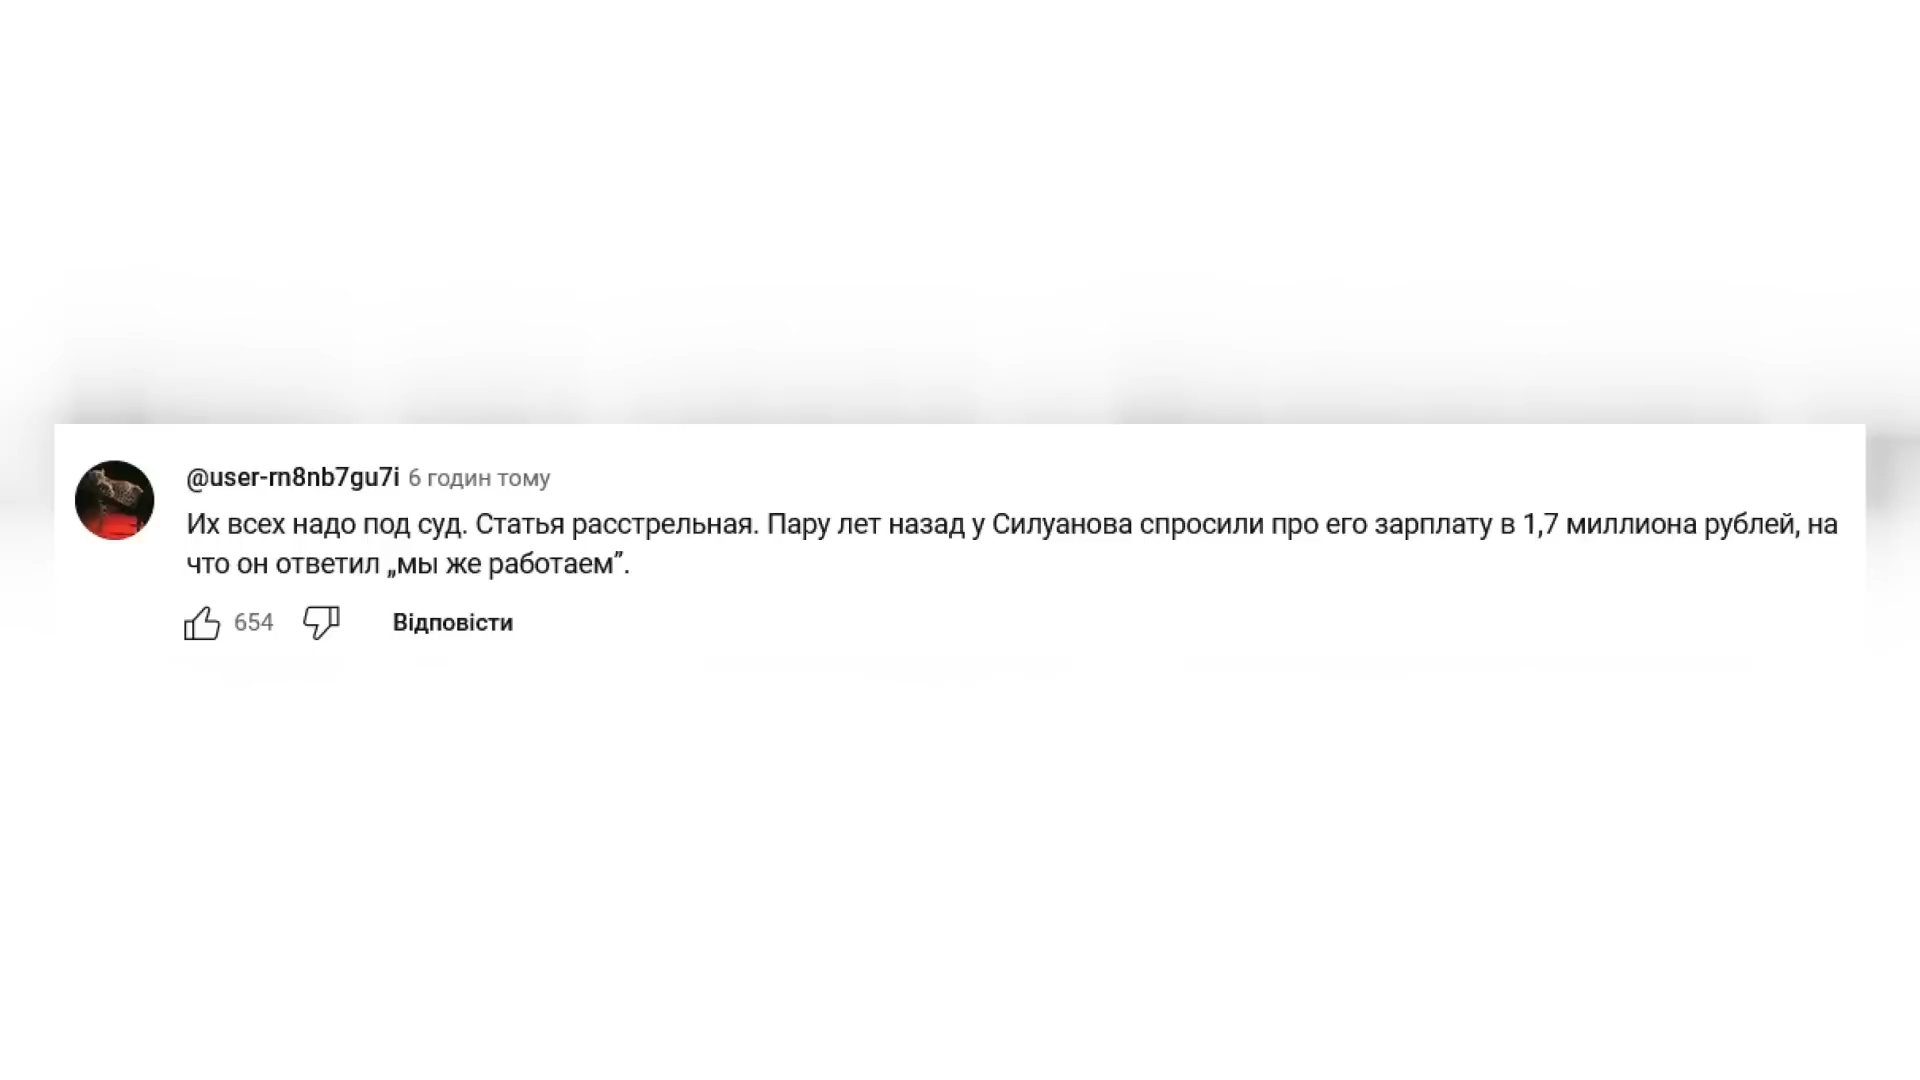 @user-rn8nb7gu7i 6 годин тому
Их всех надо под суд. Статья расстрельная. Пару лет назад у Силуанова спросили про его зарплату в 1,7 миллиона рублей, на
что он ответил „мы же работаем”.
654 Відповісти